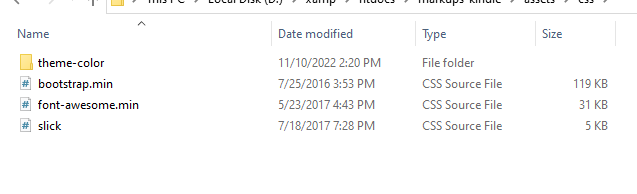 This PC > Local Disk (D:) > xamp > htdocs > markups-kindle > assets > css >
Name Date modified Type Size
theme-color 11/10/2022 2:20 PM File folder
bootstrap.min 7/25/2016 3:53 PM CSS Source File 119 KB
font-awesome.min 5/23/2017 4:43 PM CSS Source File 31 KB
slick 7/18/2017 7:28 PM CSS Source File 5 KB